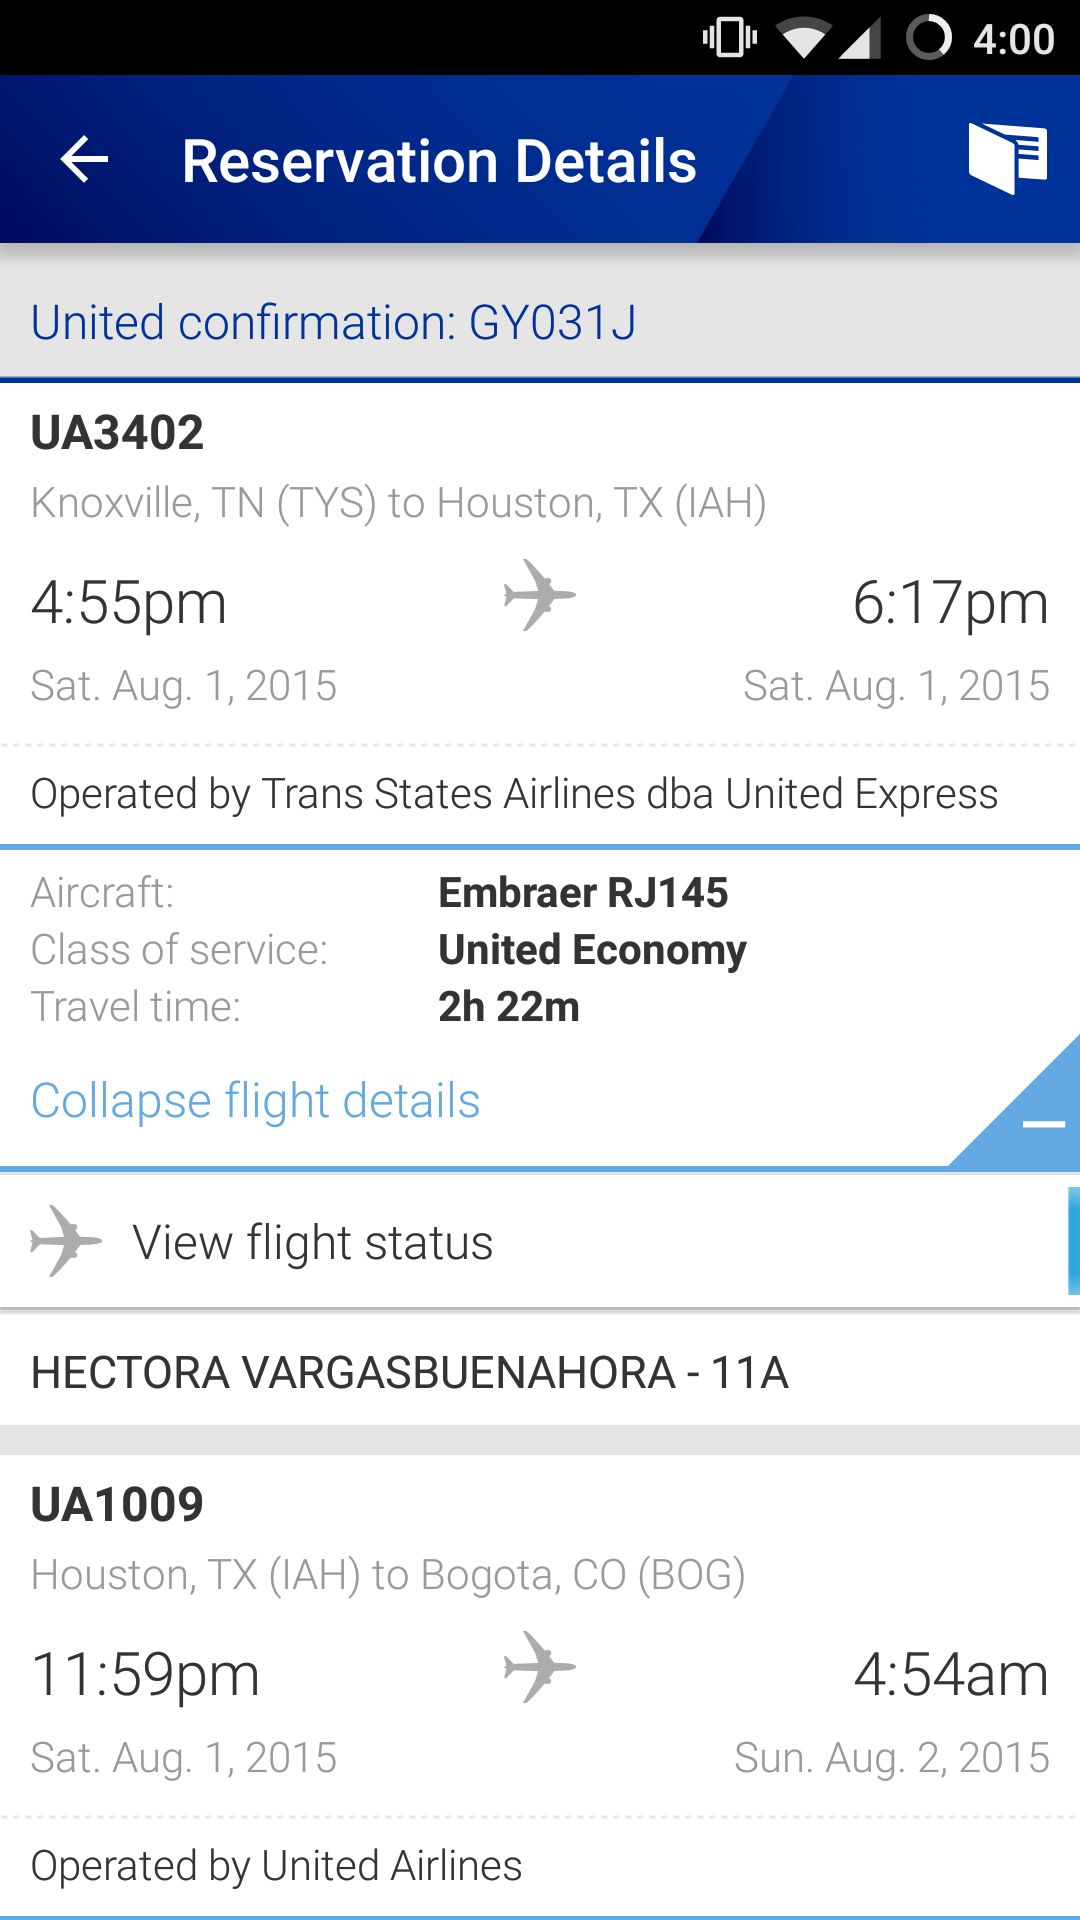 4:00
Reservation Details
United confirmation: GY031J
UA3402
Knoxville, TN (TYS) to Houston, TX (IAH)
4:55pm 6:17pm
Sat. Aug. 1, 2015 Sat. Aug. 1, 2015
Operated by Trans States Airlines dba United Express
Aircraft: Embraer RJ145
Class of service: United Economy
Travel time: 2h 22m
Collapse flight details
View flight status
HECTORA VARGASBUENAHORA - 11A
UA1009
Houston, TX (IAH) to Bogota, CO (BOG)
11:59pm 4:54am
Sat. Aug. 1, 2015 Sun. Aug. 2, 2015
Operated by United Airlines